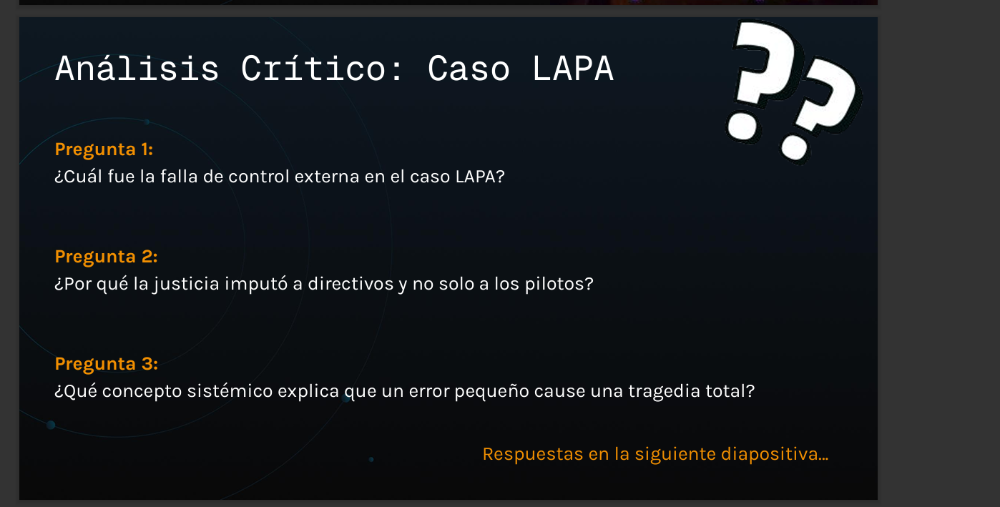 Análisis Crítico: Caso LAPA
Pregunta 1:
¿Cuál fue la falla de control externa en el caso LAPA?
Pregunta 2:
¿Por qué la justicia imputó a directivos y no solo a los pilotos?
Pregunta 3:
¿Qué concepto sistémico explica que un error pequeño cause una tragedia total?
Respuestas en la siguiente diapositiva...